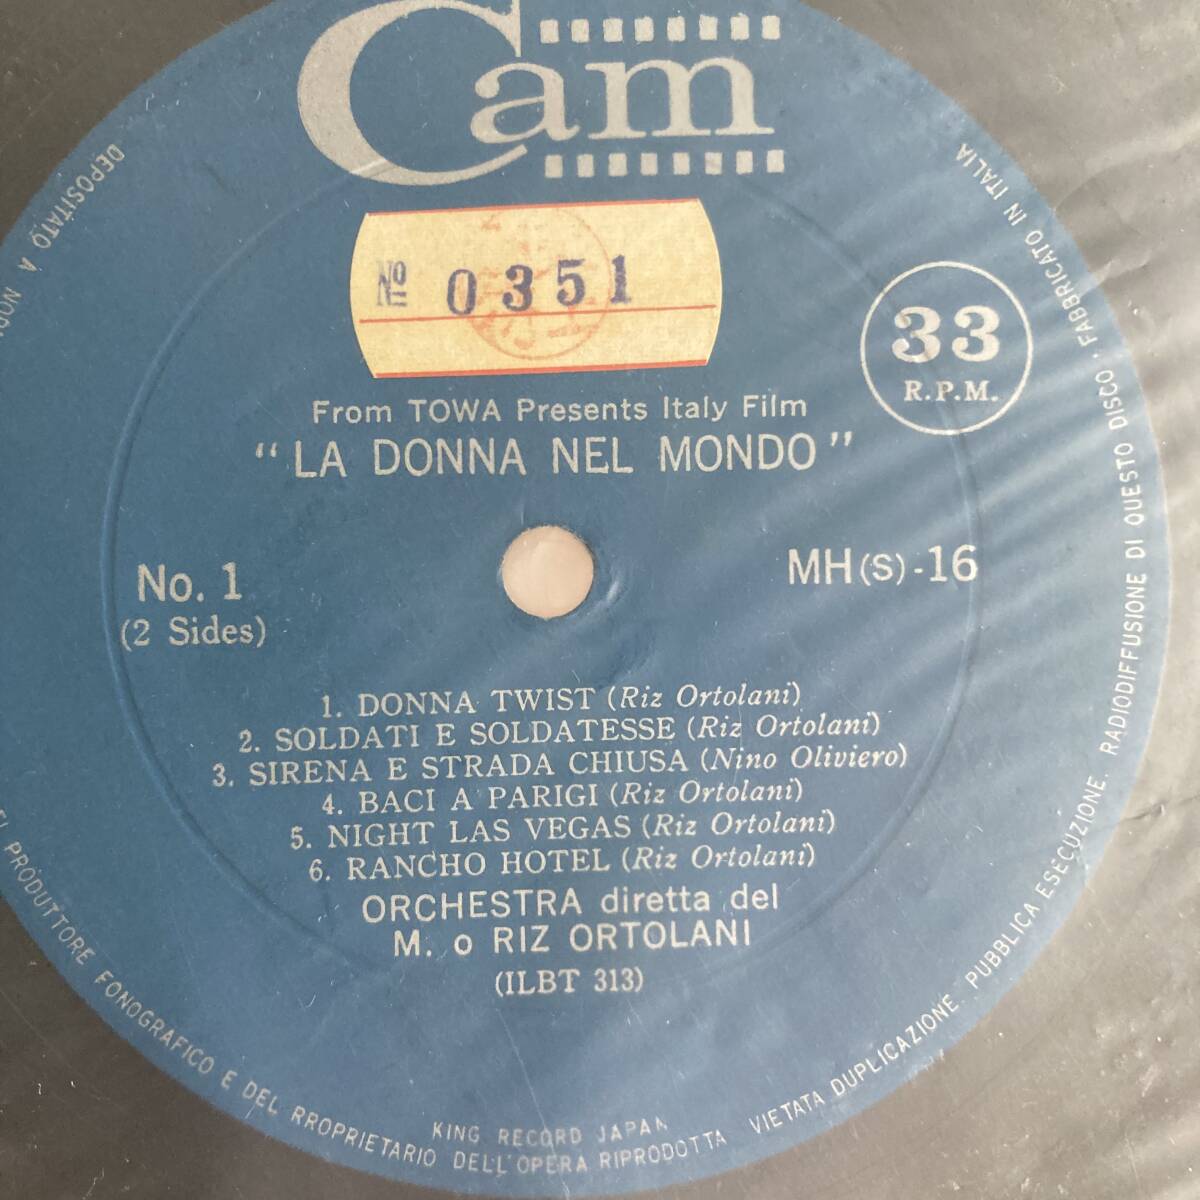 Cam
No 0351
33
R.P.M.
From TOWA Presents Italy Film
"LA DONNA NEL MONDO"
No. 1
(2 Sides)
MH(S)-16
1. DONNA TWIST (Riz Ortolani)
2. SOLDATI E SOLDATESSE (Riz Ortolani)
3. SIRENA E STRADA CHIUSA (Nino Oliviero)
4. BACI A PARIGI (Riz Ortolani)
5. NIGHT LAS VEGAS (Riz Ortolani)
6. RANCHO HOTEL (Riz Ortolani)
ORCHESTRA diretta del
M. o RIZ ORTOLANI
(ILBT 313)
KING RECORD JAPAN
DEPOSITATO A
PRODUTTORE FONOGRAFICO E DEL RROPRIETARIO DELL'OPERA RIPRODOTTA VIETATA DUPLICAZIONE. PUBBLICA ESECUZIONE. RADIODIFFUSIONE DI QUESTO DISCO · FABBRICATO IN ITALIA